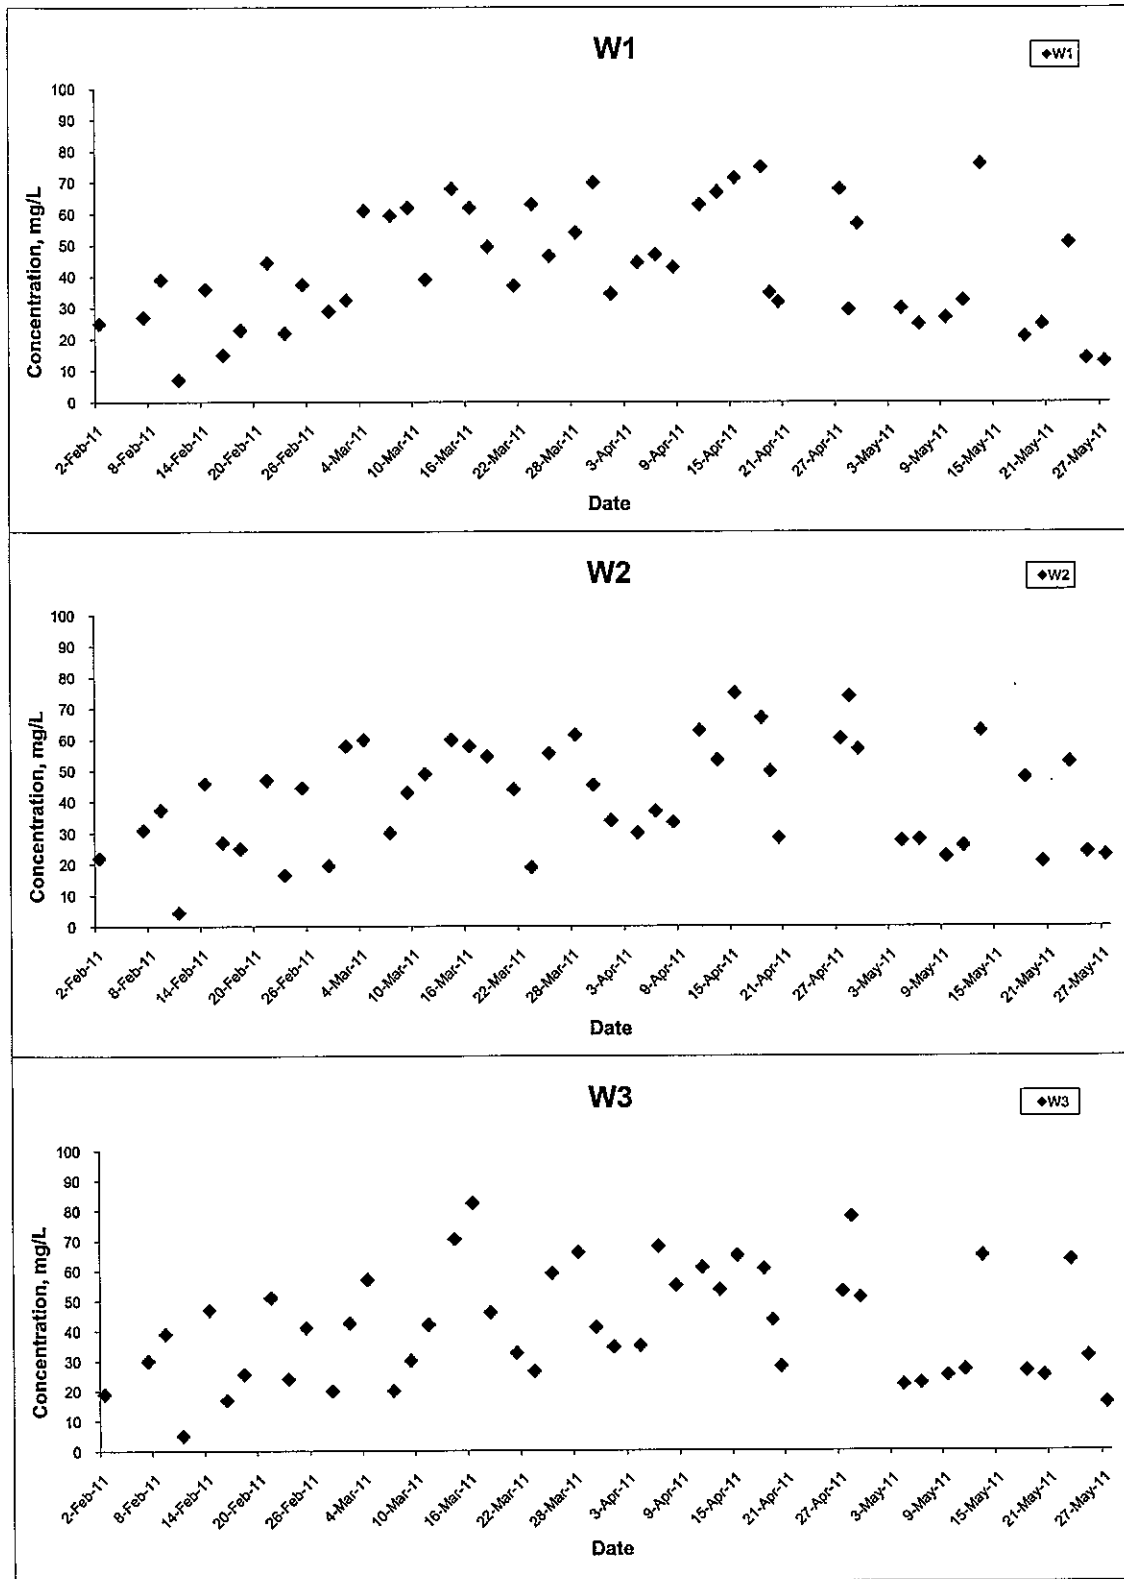 W1
◆W1
100
90
80
70
60
50
40
30
20
10
0
Concentration, mg/L
2-Feb-11
8-Feb-11
14-Feb-11
20-Feb-11
26-Feb-11
4-Mar-11
10-Mar-11
16-Mar-11
22-Mar-11
28-Mar-11
3-Apr-11
9-Apr-11
15-Apr-11
21-Apr-11
27-Apr-11
3-May-11
9-May-11
15-May-11
21-May-11
27-May-11
Date
W2
◆W2
100
90
80
70
60
50
40
30
20
10
0
Concentration, mg/L
2-Feb-11
8-Feb-11
14-Feb-11
20-Feb-11
26-Feb-11
4-Mar-11
10-Mar-11
16-Mar-11
22-Mar-11
28-Mar-11
3-Apr-11
9-Apr-11
15-Apr-11
21-Apr-11
27-Apr-11
3-May-11
9-May-11
15-May-11
21-May-11
27-May-11
Date
W3
◆W3
100
90
80
70
60
50
40
30
20
10
0
Concentration, mg/L
2-Feb-11
8-Feb-11
14-Feb-11
20-Feb-11
26-Feb-11
4-Mar-11
10-Mar-11
16-Mar-11
22-Mar-11
28-Mar-11
3-Apr-11
9-Apr-11
15-Apr-11
21-Apr-11
27-Apr-11
3-May-11
9-May-11
15-May-11
21-May-11
27-May-11
Date